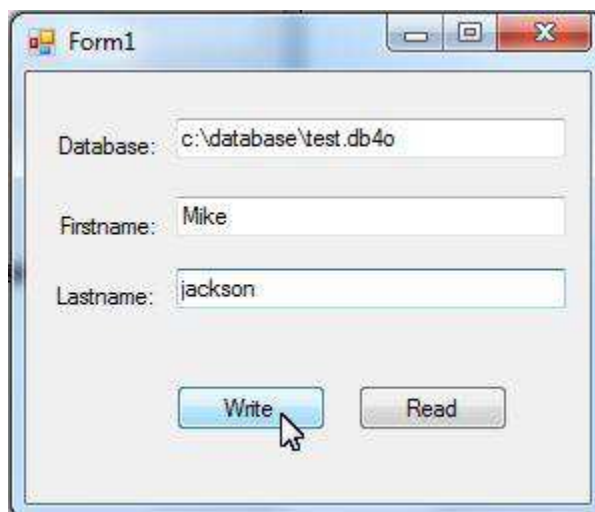 Form1
Database: c:\database\test.db4o
Firstname: Mike
Lastname: jackson
Write Read